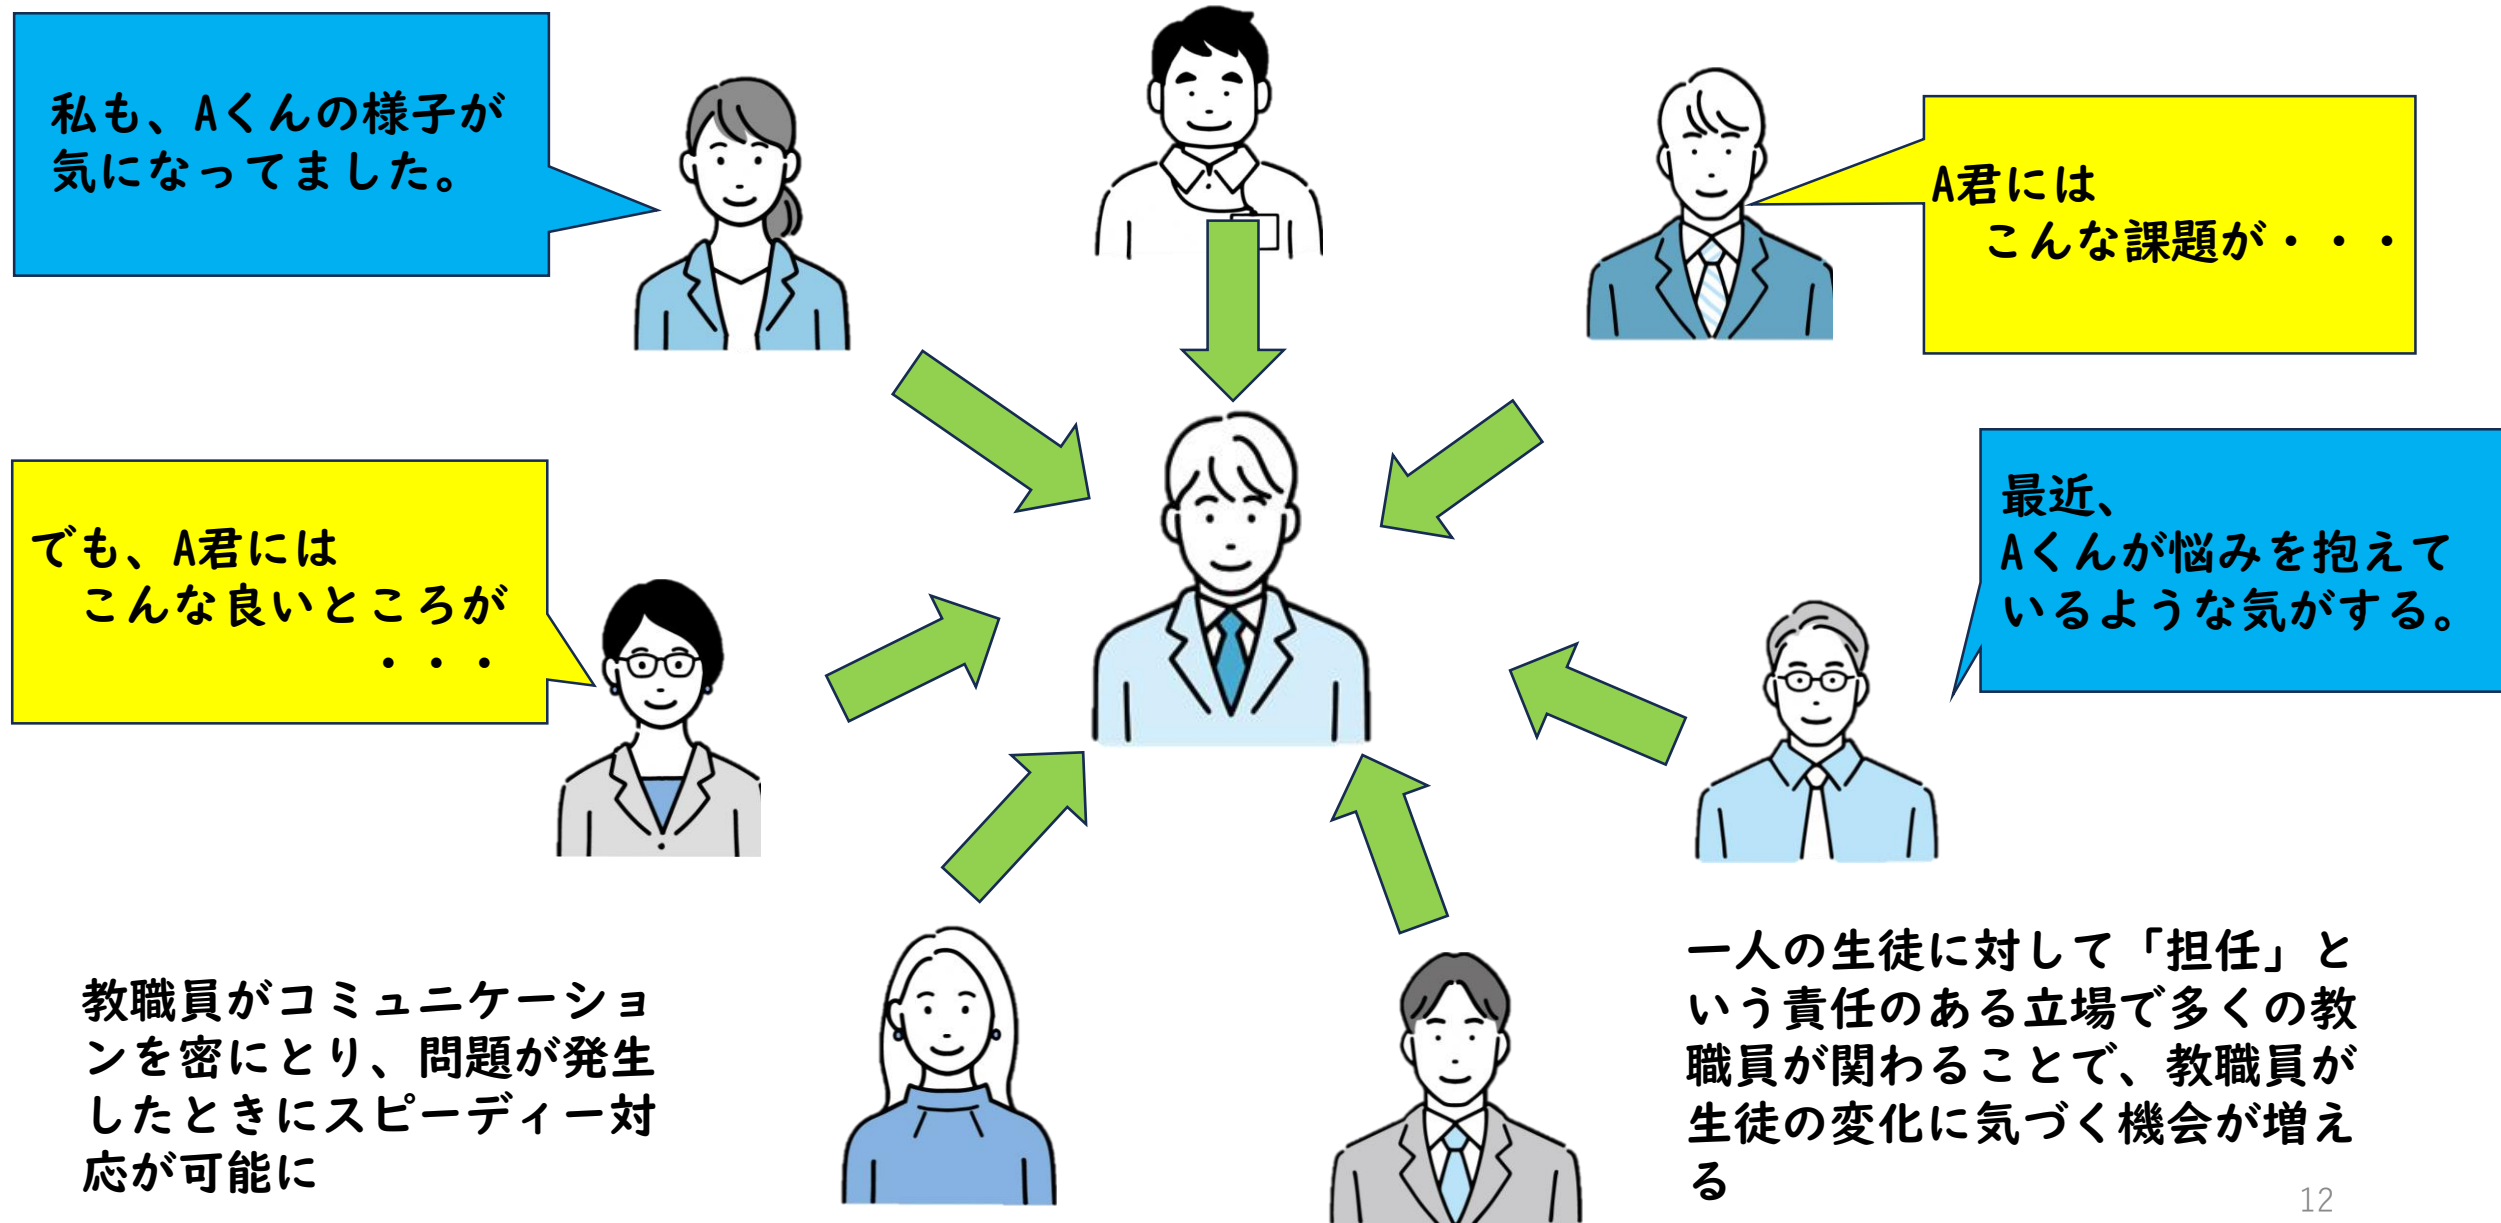 私も、Aくんの様子が
気になってました。
A君には
こんな課題が・・・
でも、A君には
こんな良いところが
・・・
最近、
Aくんが悩みを抱えて
いるような気がする。
教職員がコミュニケーショ
ンを密にとり、問題が発生
したときにスピーディー対
応が可能に
一人の生徒に対して「担任」と
いう責任のある立場で多くの教
職員が関わることで、教職員が
生徒の変化に気づく機会が増え
る
12